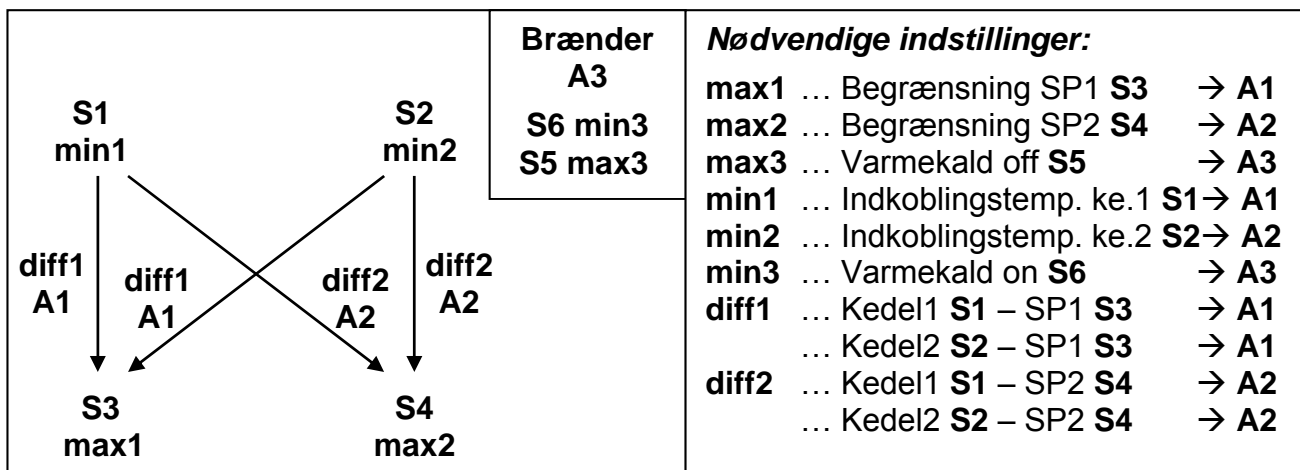 S1
min1
S2
min2
diff1
A1
diff1
A1
diff2
A2
diff2
A2
S3
max1
S4
max2
Brænder
A3
S6 min3
S5 max3
Nødvendige indstillinger:
max1 … Begrænsning SP1 S3 → A1
max2 … Begrænsning SP2 S4 → A2
max3 … Varmekald off S5 → A3
min1 … Indkoblingstemp. ke.1 S1→ A1
min2 … Indkoblingstemp. ke.2 S2→ A2
min3 … Varmekald on S6 → A3
diff1 … Kedel1 S1 – SP1 S3 → A1
… Kedel2 S2 – SP1 S3 → A1
diff2 … Kedel1 S1 – SP2 S4 → A2
… Kedel2 S2 – SP2 S4 → A2